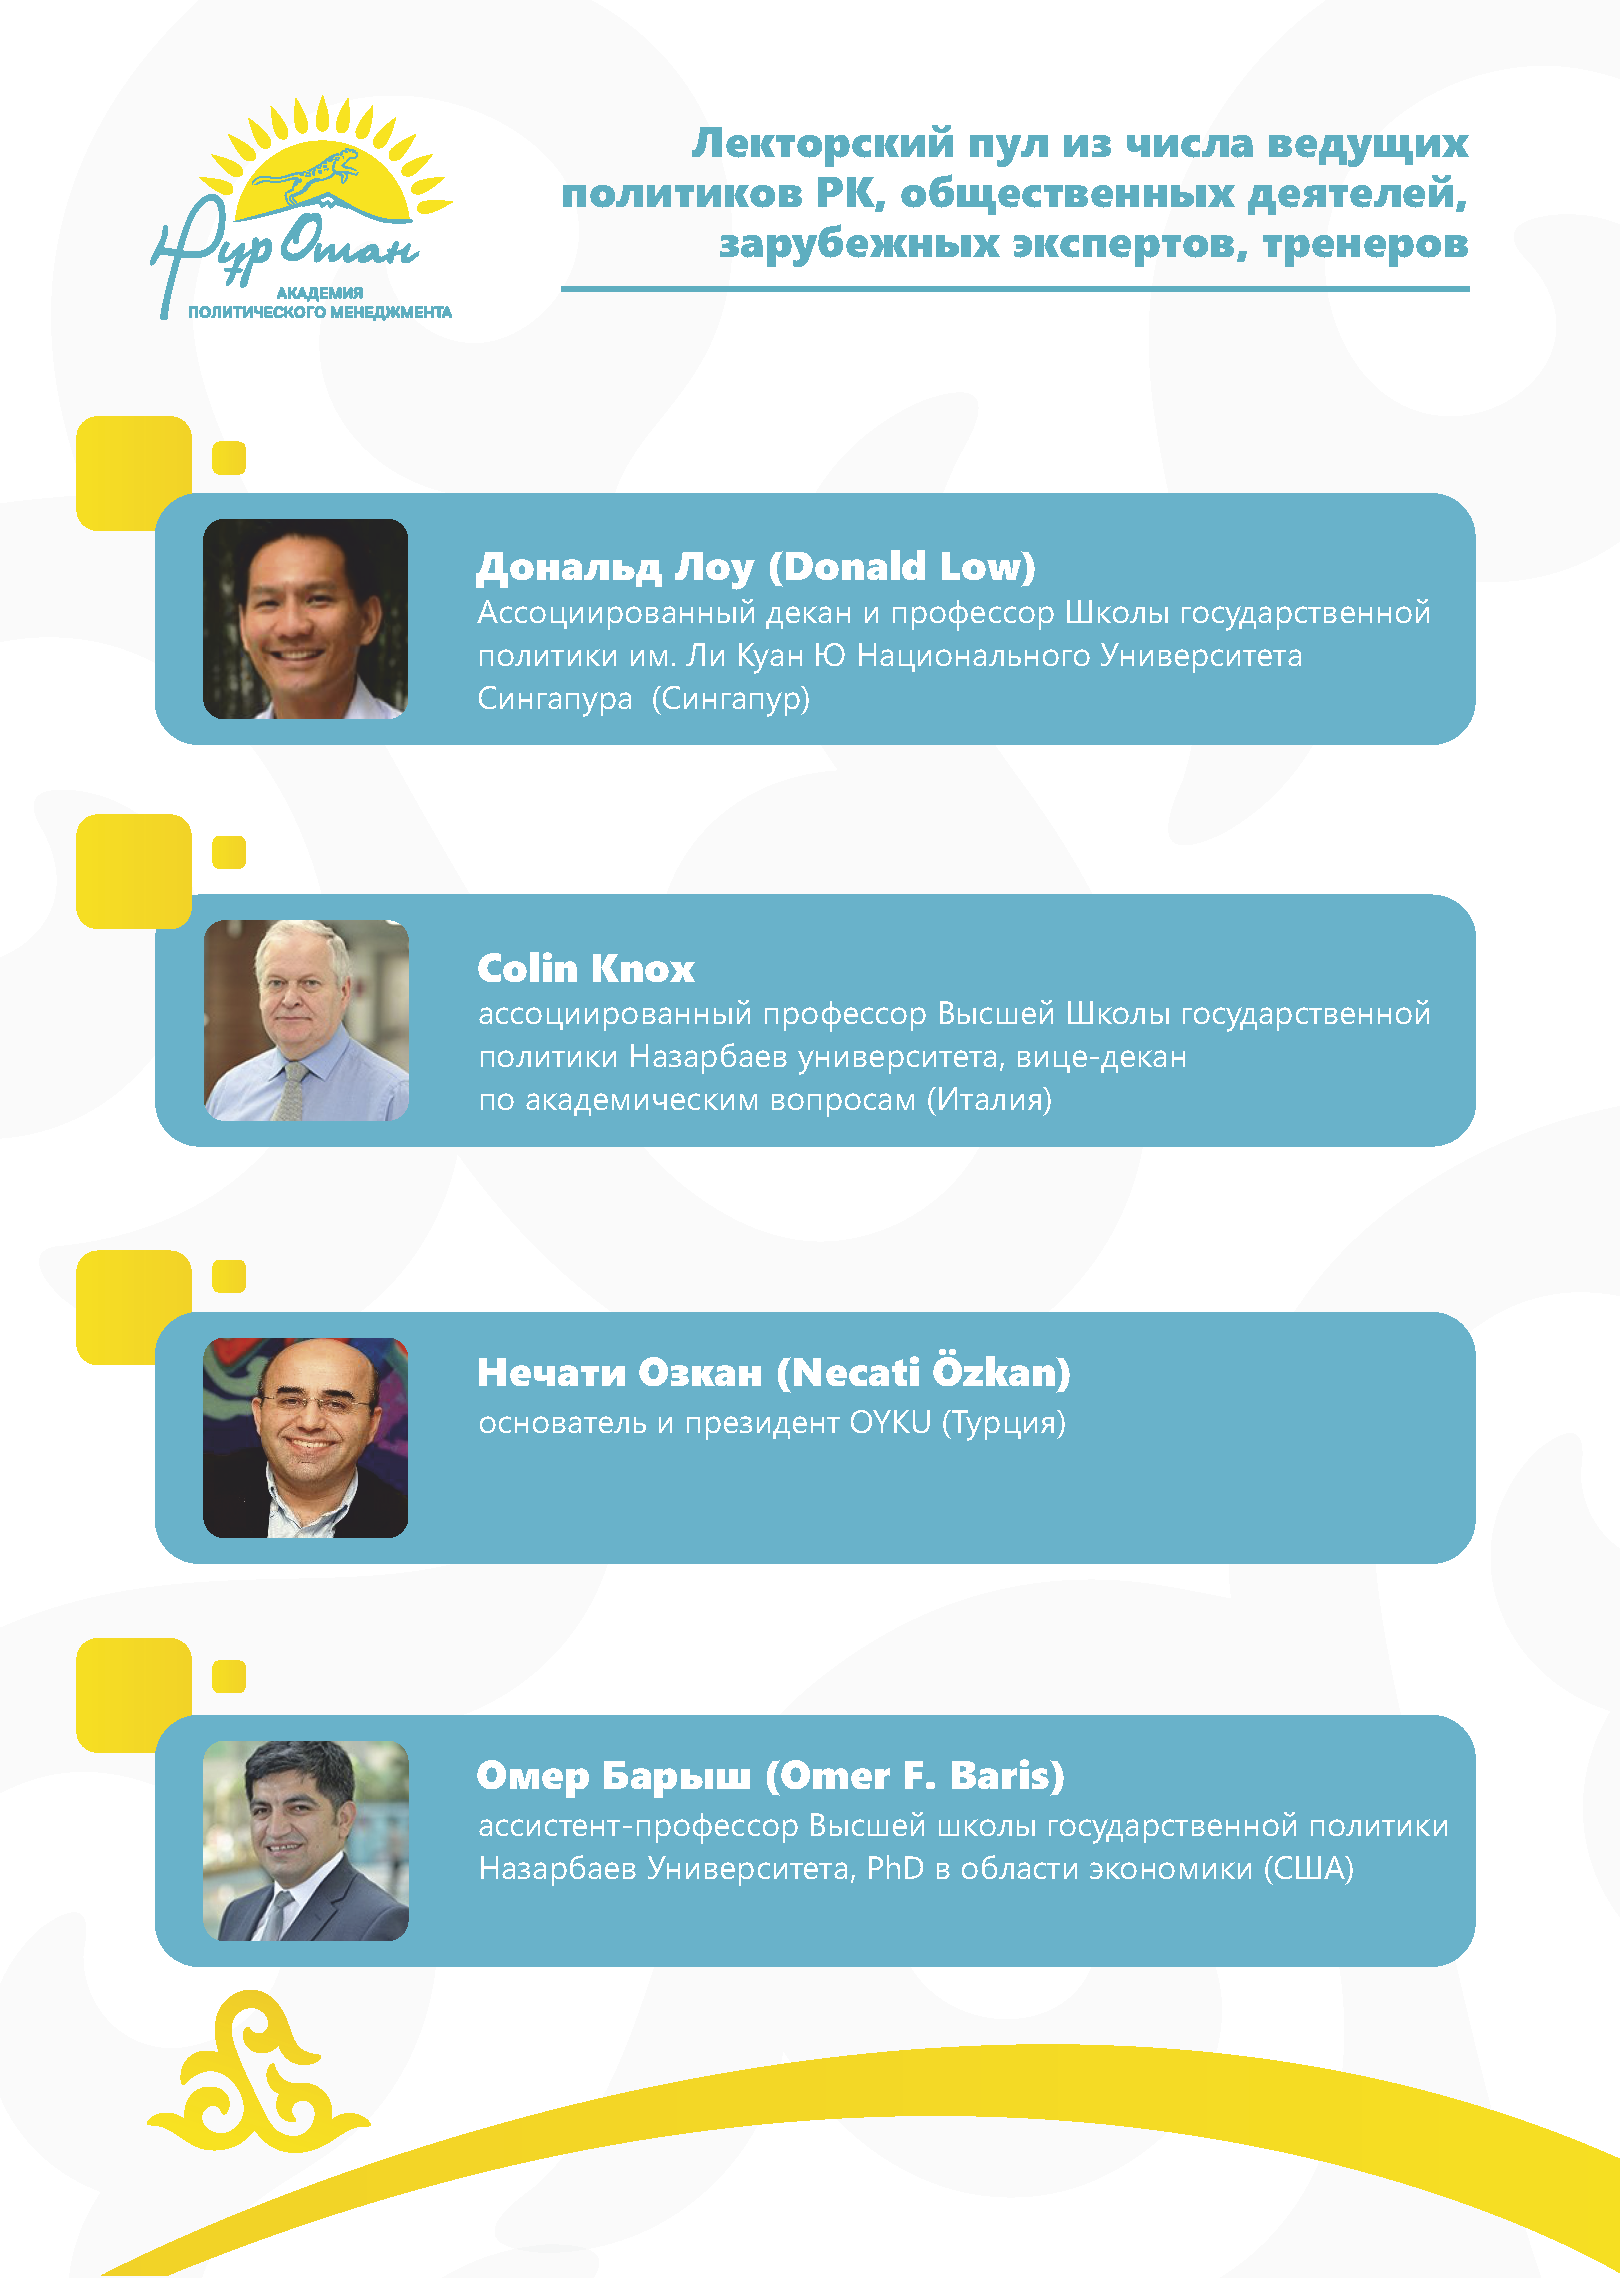 Нұр Отан
АКАДЕМИЯ
ПОЛИТИЧЕСКОГО МЕНЕДЖМЕНТА
Лекторский пул из числа ведущих
политиков РК, общественных деятелей,
зарубежных экспертов, тренеров
Дональд Лоу (Donald Low)
Ассоциированный декан и профессор Школы государственной
политики им. Ли Куан Ю Национального Университета
Сингапура (Сингапур)
Colin Knox
ассоциированный профессор Высшей Школы государственной
политики Назарбаев университета, вице-декан
по академическим вопросам (Италия)
Нечати Озкан (Necati Özkan)
основатель и президент OYKU (Турция)
Омер Барыш (Omer F. Baris)
ассистент-профессор Высшей школы государственной политики
Назарбаев Университета, PhD в области экономики (США)